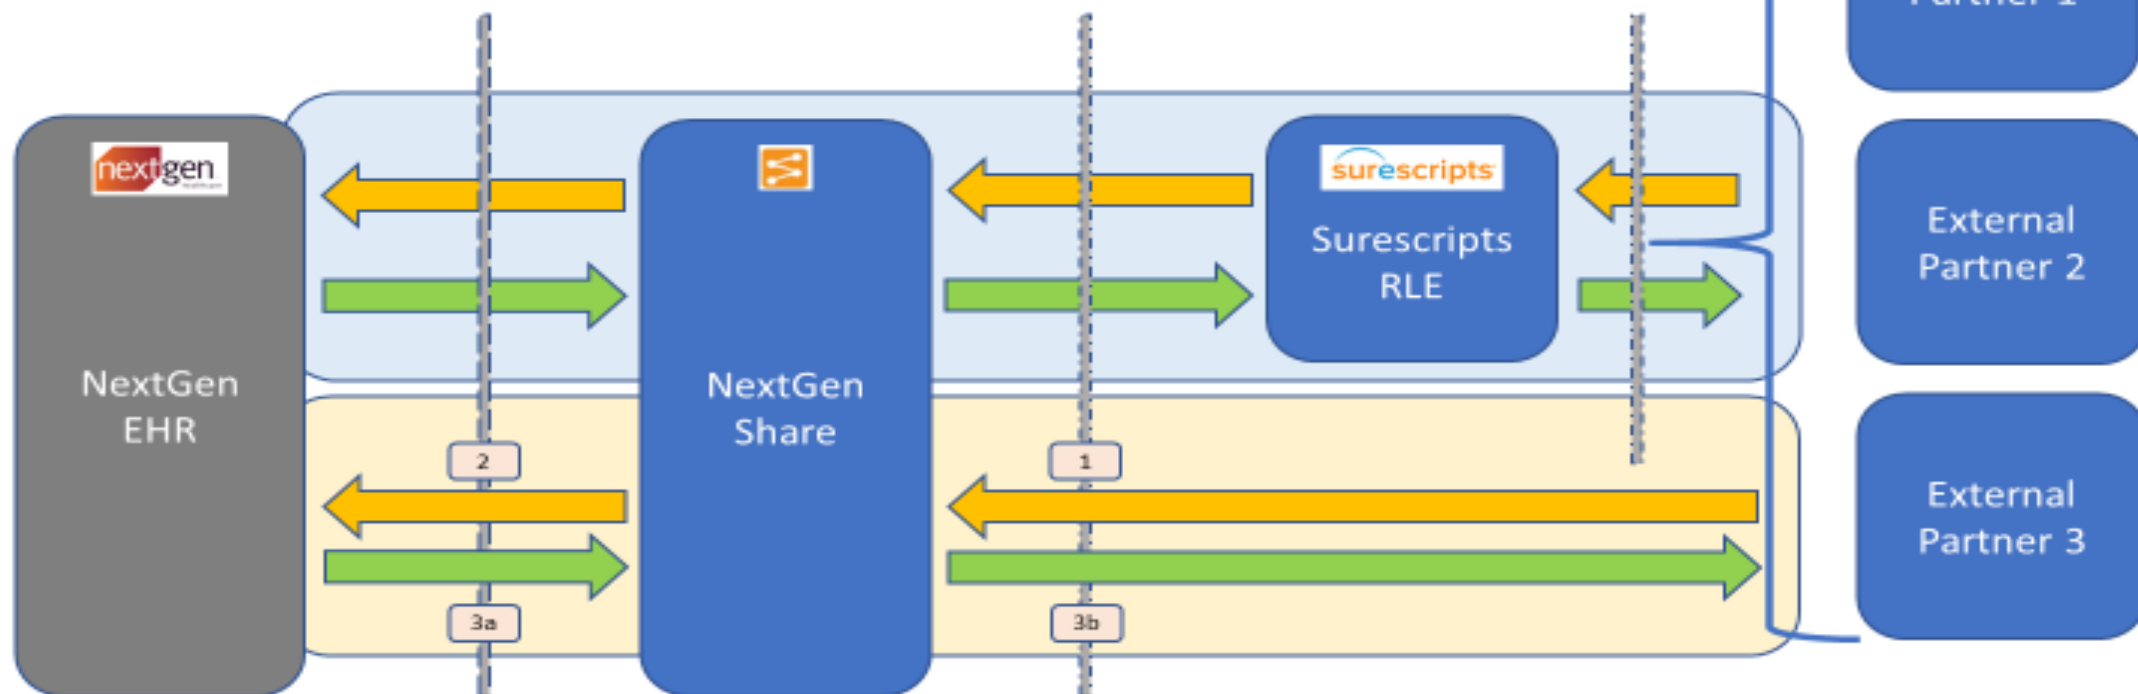 Partner 1
nextgen
surescripts
Surescripts
RLE
External
Partner 2
NextGen
EHR
NextGen
Share
2
1
External
Partner 3
3a
3b